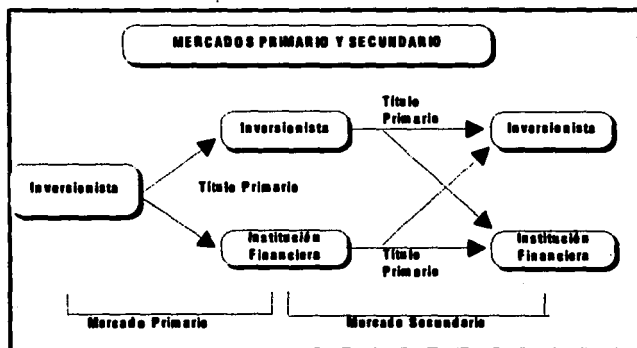 MERCADOS PRIMARIO Y SECUNDARIO
Título
Primario
Inversionista
Inversionista
Inversionista
Título Primario
Institución
Financiera
Título
Primario
Institución
Financiera
Mercado Primario
Mercado Secundario